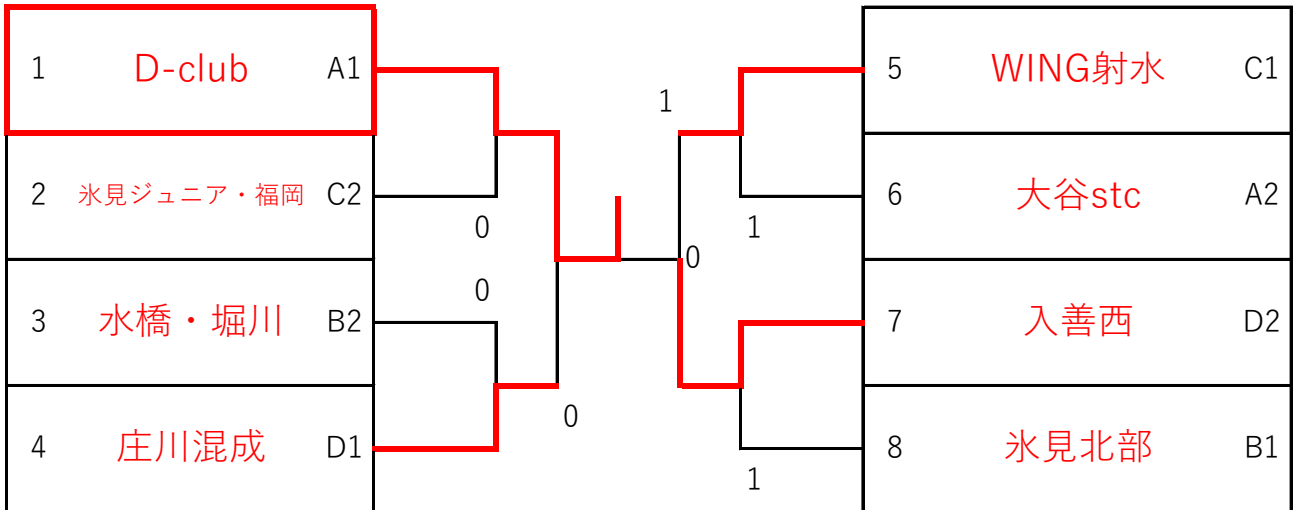 1 D-club A1
2 氷見ジュニア・福岡 C2
3 水橋・堀川 B2
4 庄川混成 D1
0
0
0
1
0
1
1
5 WING射水 C1
6 大谷stc A2
7 入善西 D2
8 氷見北部 B1